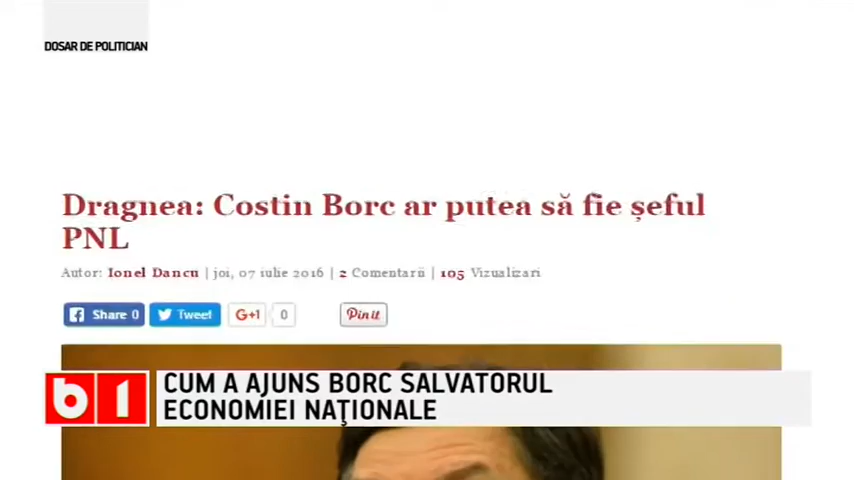 DOSAR DE POLITICIAN
Dragnea: Costin Borc ar putea să fie șeful
PNL
Autor: Ionel Dancu | joi, 07 iulie 2016 | 2 Comentarii | 105 Vizualizari
Share 0 Tweet G+1 0 Pin it
b1 CUM A AJUNS BORC SALVATORUL
ECONOMIEI NAŢIONALE